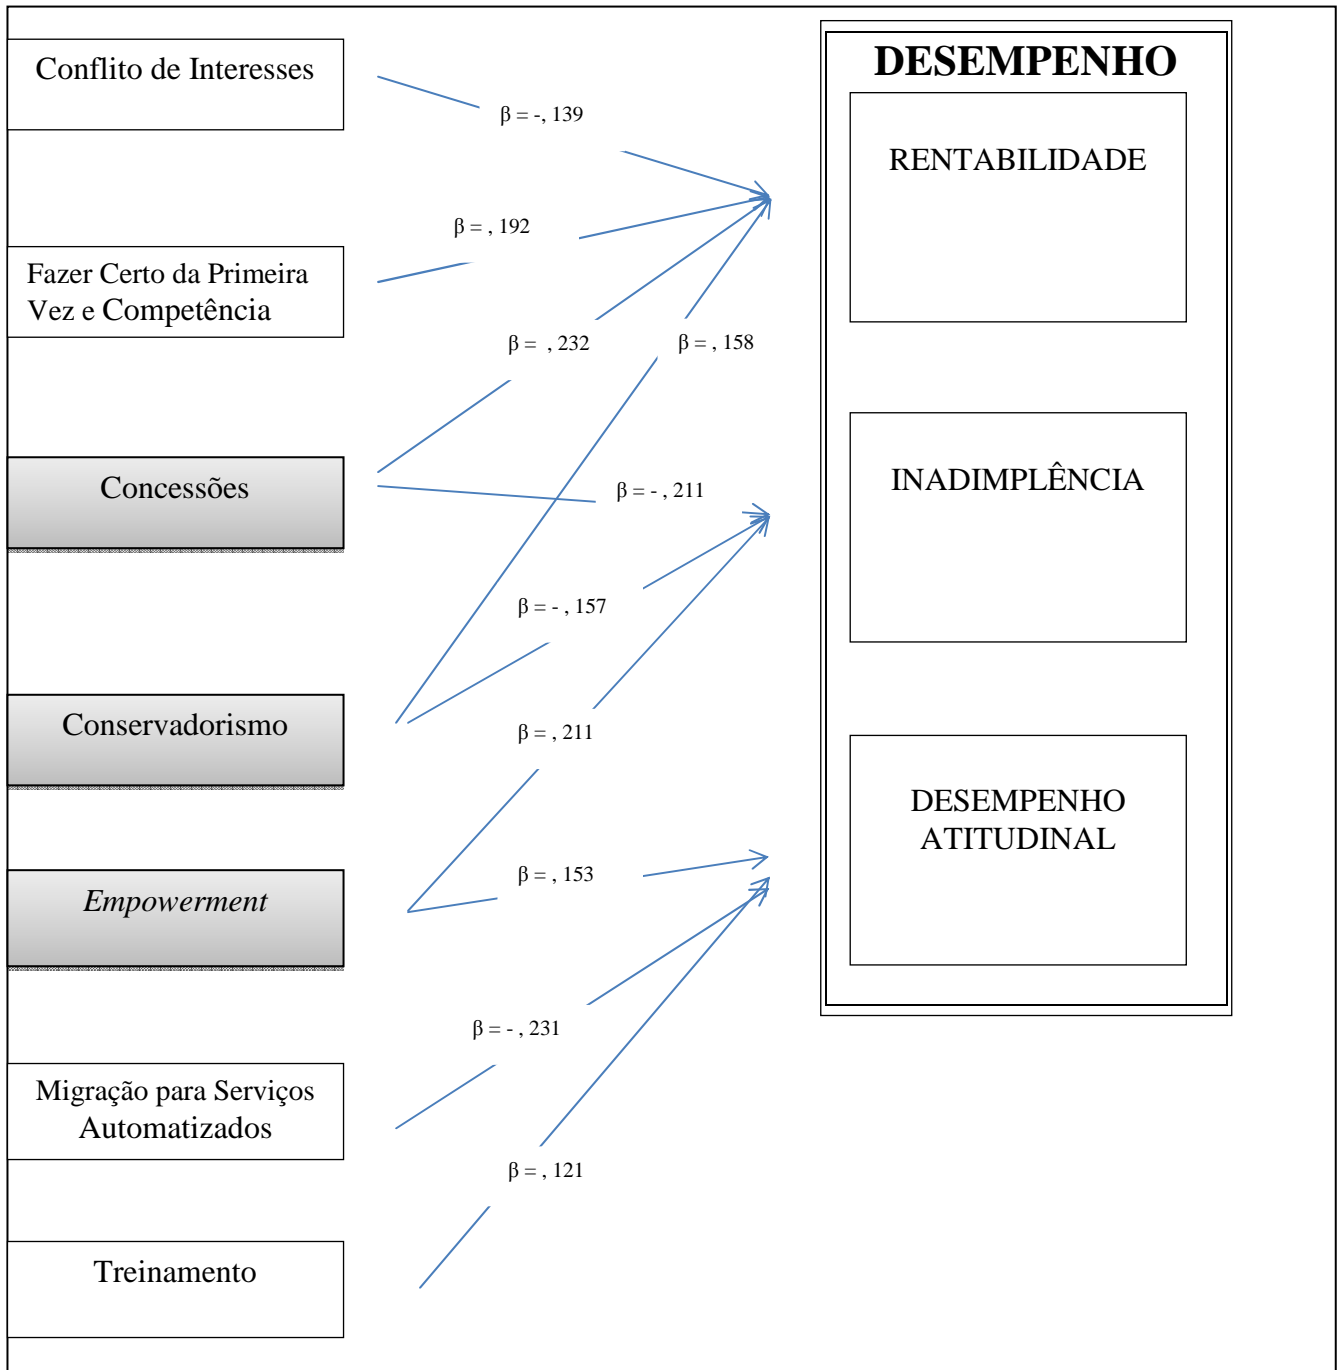 Conflito de Interesses
β = -, 139
Fazer Certo da Primeira
Vez e Competência
β = , 192
β = , 232
β = , 158
Concessões
β = - , 211
β = - , 157
Conservadorismo
β = , 211
Empowerment
β = , 153
Migração para Serviços
Automatizados
β = - , 231
Treinamento
β = , 121
DESEMPENHO
RENTABILIDADE
INADIMPLÊNCIA
DESEMPENHO
ATITUDINAL